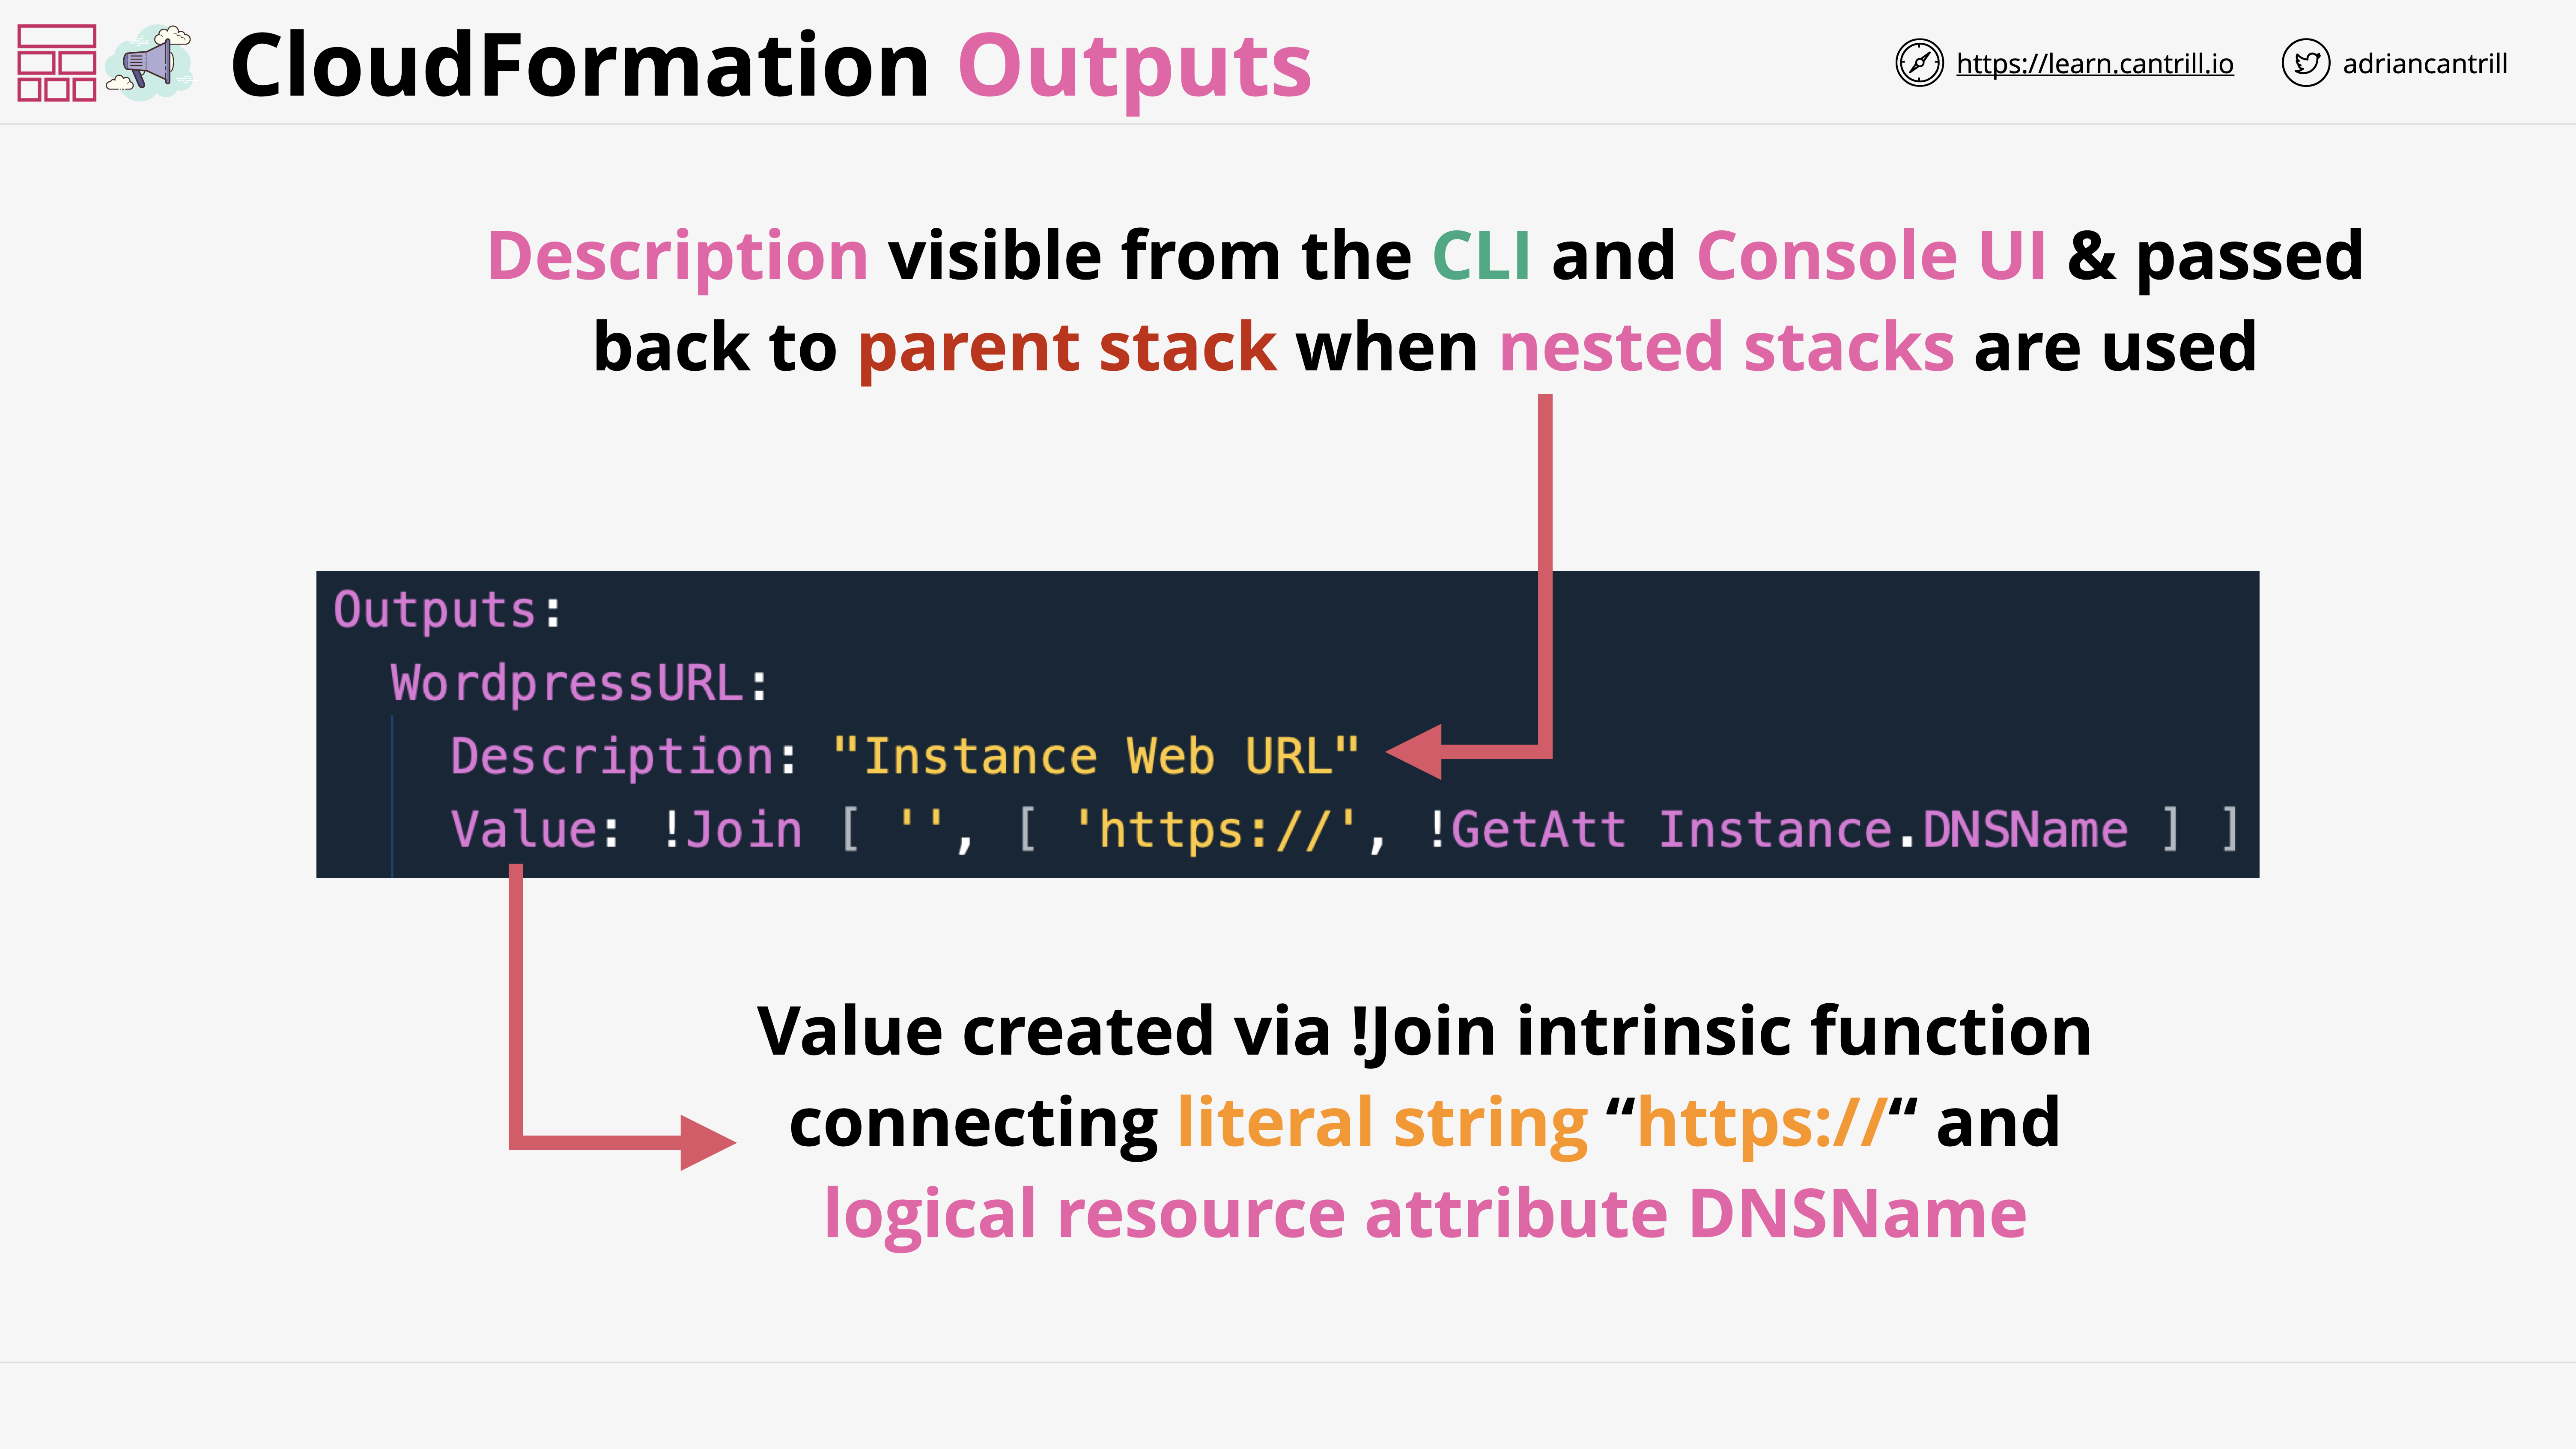 CloudFormation Outputs
https://learn.cantrill.io
adriancantrill
Description visible from the CLI and Console UI & passed
back to parent stack when nested stacks are used
Outputs:
WordpressURL:
Description: "Instance Web URL"
Value: !Join [ '', [ 'https://', !GetAtt Instance.DNSName ] ]
Value created via !Join intrinsic function
connecting literal string “https://“ and
logical resource attribute DNSName